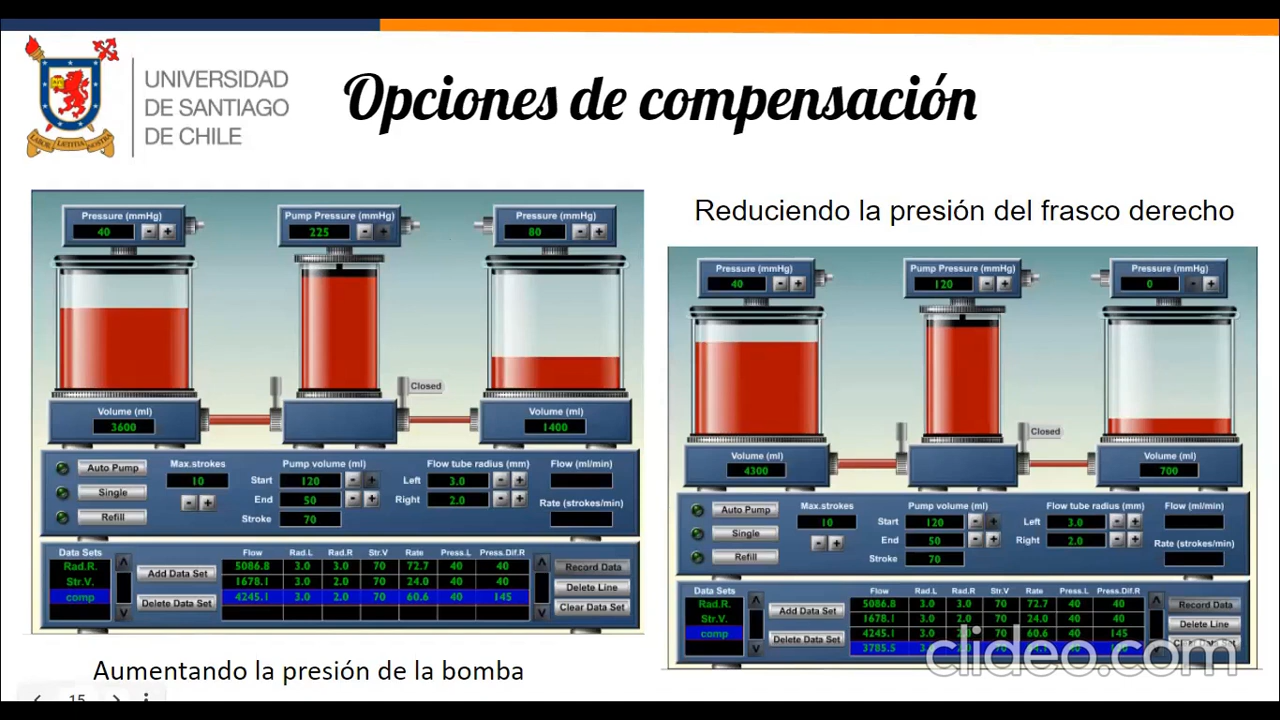 UNIVERSIDAD
DE SANTIAGO
DE CHILE
LABOR LÆTITIA NOSTRA
Opciones de compensación
Pressure (mmHg)
40
Pump Pressure (mmHg)
225
Pressure (mmHg)
80
Closed
Volume (ml)
3600
Volume (ml)
1400
Auto Pump
Single
Refill
Max.strokes
10
Pump volume (ml)
Start 120
End 50
Stroke 70
Flow tube radius (mm)
Left 3.0
Right 2.0
Flow (ml/min)
Rate (strokes/min)
Data Sets
Rad.R.
Str.V.
comp
Add Data Set
Delete Data Set
Flow Rad.L Rad.R Str.V Rate Press.L Press.Dif.R
5086.8 3.0 3.0 70 72.7 40 40
1678.1 3.0 2.0 70 24.0 40 40
4245.1 3.0 2.0 70 60.6 40 145
Record Data
Delete Line
Clear Data Set
Aumentando la presión de la bomba
15
Reduciendo la presión del frasco derecho
Pressure (mmHg)
40
Pump Pressure (mmHg)
120
Pressure (mmHg)
0
Closed
Volume (ml)
4300
Volume (ml)
700
Auto Pump
Single
Refill
Max.strokes
10
Pump volume (ml)
Start 120
End 50
Stroke 70
Flow tube radius (mm)
Left 3.0
Right 2.0
Flow (ml/min)
Rate (strokes/min)
Data Sets
Rad.R.
Str.V.
comp
Add Data Set
Delete Data Set
Flow Rad.L Rad.R Str.V Rate Press.L Press.Dif.R
5086.8 3.0 3.0 70 72.7 40 40
1678.1 3.0 2.0 70 24.0 40 40
4245.1 3.0 2.0 70 60.6 40 145
3785.5
Record Data
Delete Line
clideo.com